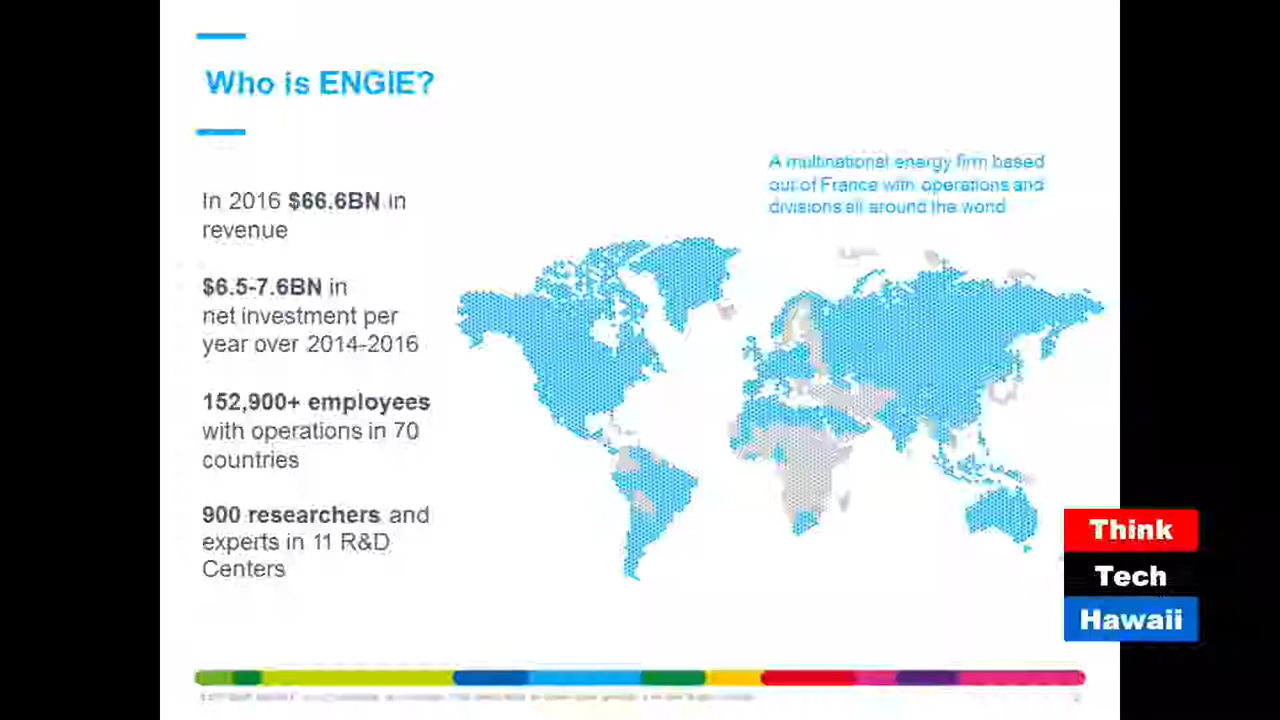 Who is ENGIE?
A multinational energy firm based
out of France with operations and
divisions all around the world
In 2016 $66.6BN in
revenue
$6.5-7.6BN in
net investment per
year over 2014-2016
152,900+ employees
with operations in 70
countries
900 researchers and
experts in 11 R&D
Centers
Think
Tech
Hawaii